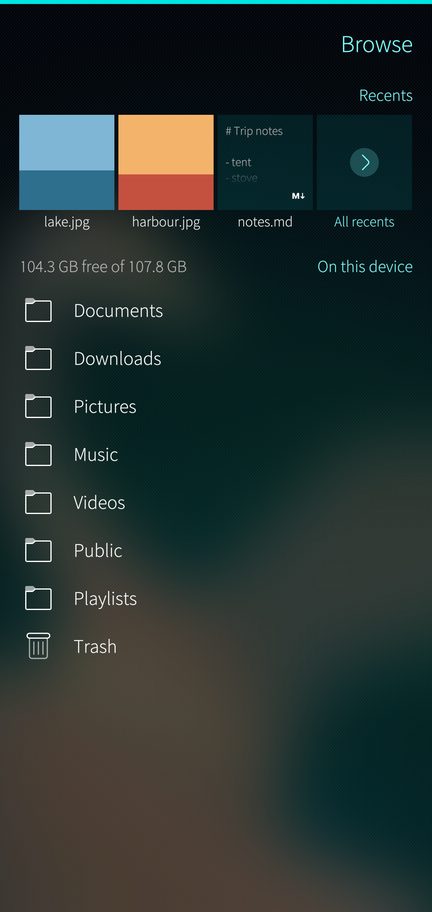 Browse
Recents
# Trip notes
- tent
- stove
M↓
lake.jpg
harbour.jpg
notes.md
All recents
104.3 GB free of 107.8 GB
On this device
Documents
Downloads
Pictures
Music
Videos
Public
Playlists
Trash